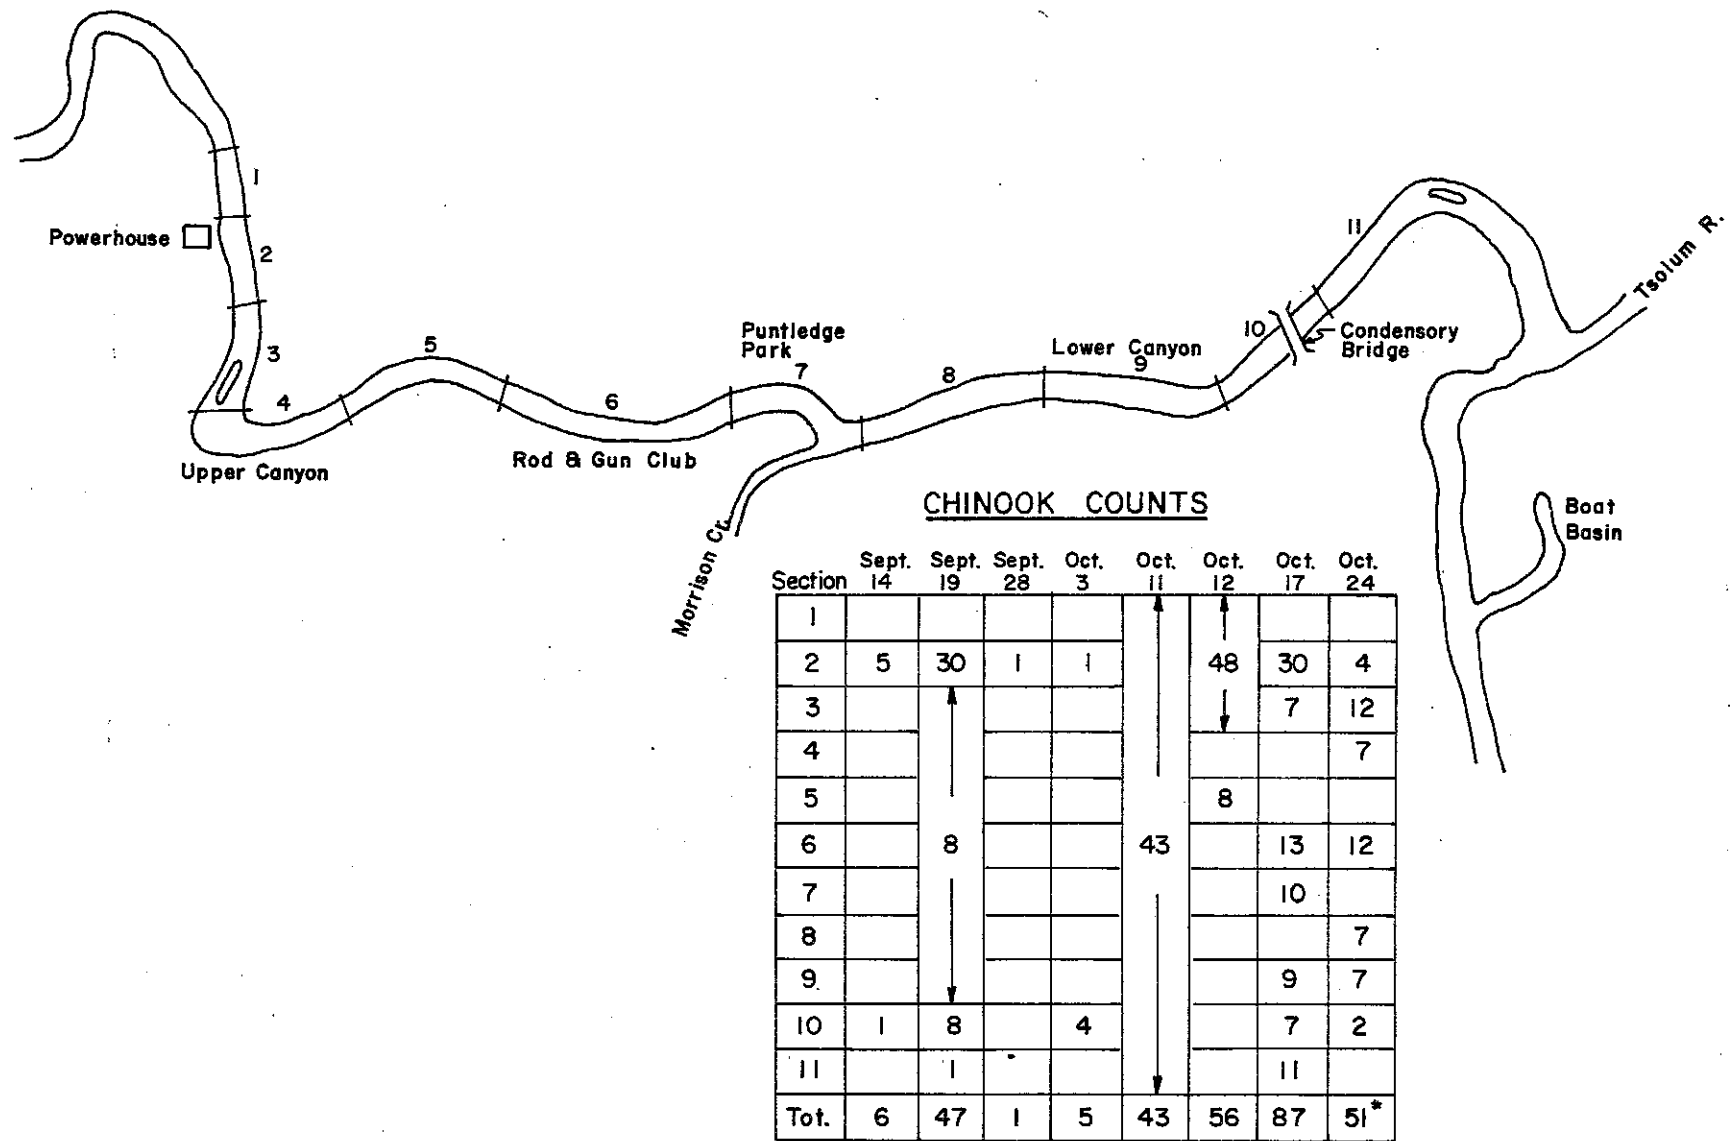 1
Powerhouse
2
3
4
5
Upper Canyon
6
Rod & Gun Club
Puntledge
Park
7
Morrison Cr.
8
Lower Canyon
9
10
Condensory
Bridge
11
Tsolum R.
Boat
Basin
CHINOOK COUNTS
Section Sept. 14 Sept. 19 Sept. 28 Oct. 3 Oct. 11 Oct. 12 Oct. 17 Oct. 24
1
2 5 30 1 1 48 30 4
3 7 12
4 7
5 8
6 8 43 13 12
7 10
8 7
9 9 7
10 1 8 4 7 2
11 1 11
Tot. 6 47 1 5 43 56 87 51*